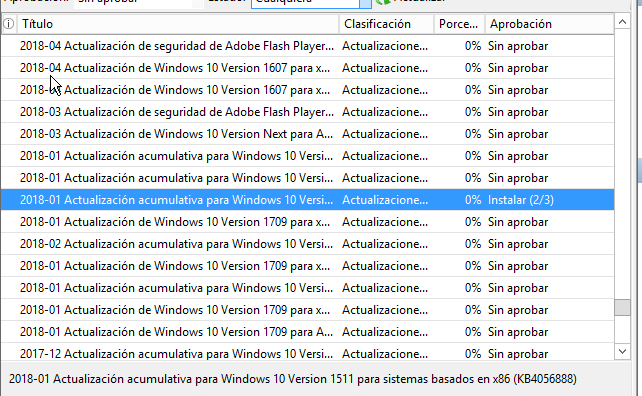 Aprobación: Sin aprobar Estado: Cualquiera Actualizar
Título Clasificación Porce... Aprobación
2018-04 Actualización de seguridad de Adobe Flash Player... Actualizacione... 0% Sin aprobar
2018-04 Actualización de Windows 10 Version 1607 para x... Actualizacione... 0% Sin aprobar
Actualización de Windows 10 Version 1607 para x... Actualizacione... 0% Sin aprobar
2018-03 Actualización de seguridad de Adobe Flash Player... Actualizacione... 0% Sin aprobar
2018-03 Actualización de Windows 10 Version Next para A... Actualizacione... 0% Sin aprobar
2018-01 Actualización acumulativa para Windows 10 Versi... Actualizacione... 0% Sin aprobar
2018-01 Actualización acumulativa para Windows 10 Versi... Actualizacione... 0% Sin aprobar
2018-01 Actualización acumulativa para Windows 10 Versi... Actualizacione... 0% Instalar (2/3)
2018-01 Actualización de Windows 10 Version 1709 para x... Actualizacione... 0% Sin aprobar
2018-02 Actualización acumulativa para Windows 10 Versi... Actualizacione... 0% Sin aprobar
2018-01 Actualización de Windows 10 Version 1709 para x... Actualizacione... 0% Sin aprobar
2018-01 Actualización acumulativa para Windows 10 Versi... Actualizacione... 0% Sin aprobar
2018-01 Actualización de Windows 10 Version 1709 para x... Actualizacione... 0% Sin aprobar
2018-01 Actualización de Windows 10 Version 1709 para A... Actualizacione... 0% Sin aprobar
2017-12 Actualización acumulativa para Windows 10 Versi... Actualizacione... 0% Sin aprobar
2018-01 Actualización acumulativa para Windows 10 Version 1511 para sistemas basados en x86 (KB4056888)